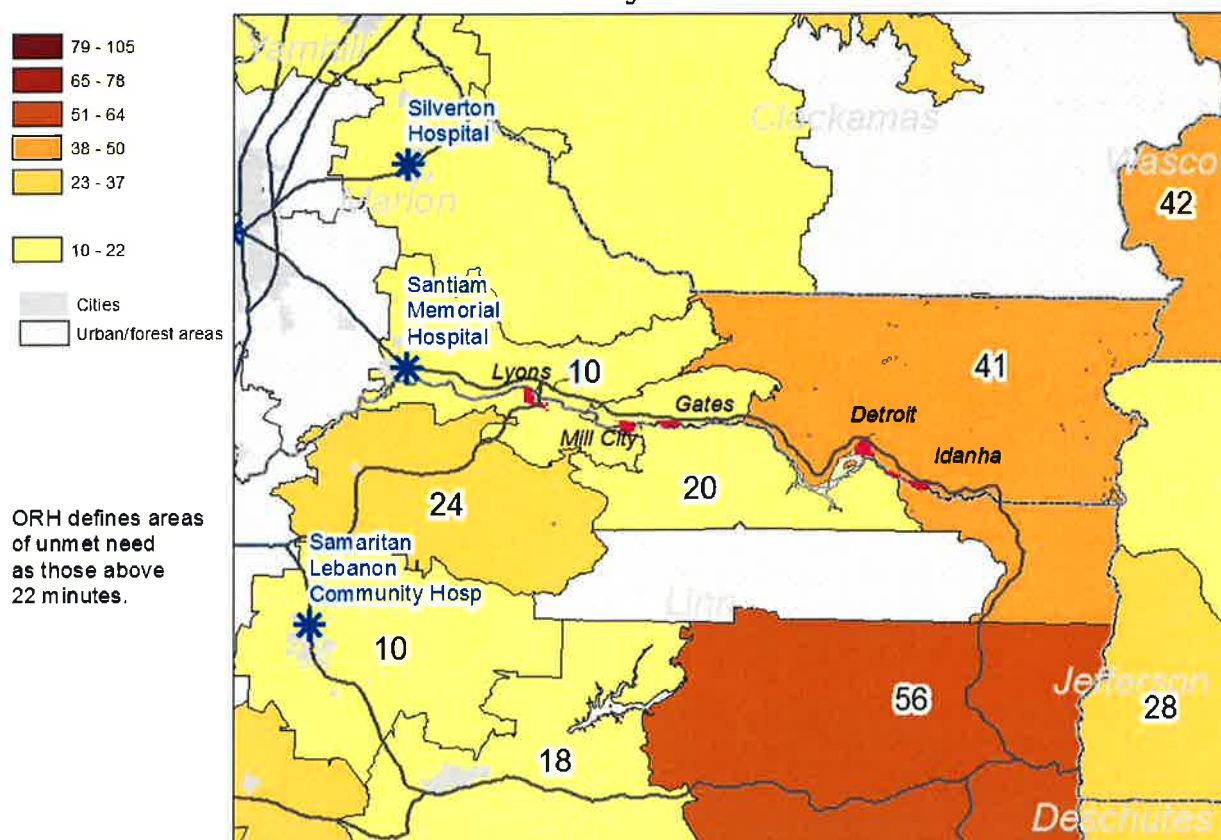 79 - 105
65 - 78
51 - 64
38 - 50
23 - 37
10 - 22
Cities
Urban/forest areas
ORH defines areas
of unmet need
as those above
22 minutes.
Yamhill
Silverton
Hospital
Marion
Clackamas
Wasco
42
Santiam
Memorial
Hospital
Lyons
10
41
Gates
Detroit
Mill City
Idanha
20
24
Samaritan
Lebanon
Community Hosp
Linn
10
Jefferson
56
28
18
Deschutes